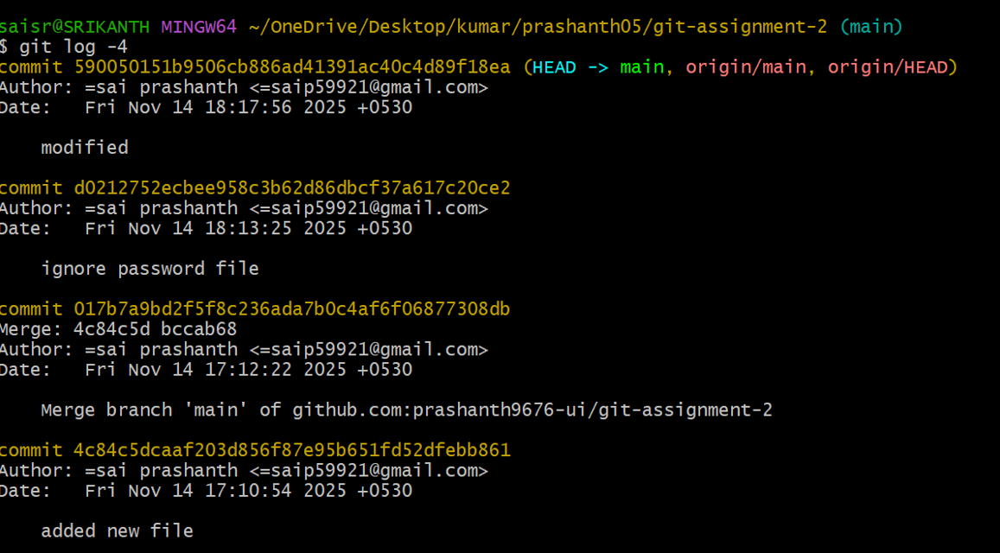 saisr@SRIKANTH MINGW64 ~/OneDrive/Desktop/kumar/prashanth05/git-assignment-2 (main)
$ git log -4
commit 590050151b9506cb886ad41391ac40c4d89f18ea (HEAD -> main, origin/main, origin/HEAD)
Author: =sai prashanth <=saip59921@gmail.com>
Date:   Fri Nov 14 18:17:56 2025 +0530
modified
commit d0212752ecbee958c3b62d86dbcf37a617c20ce2
Author: =sai prashanth <=saip59921@gmail.com>
Date:   Fri Nov 14 18:13:25 2025 +0530
ignore password file
commit 017b7a9bd2f5f8c236ada7b0c4af6f06877308db
Merge: 4c84c5d bccab68
Author: =sai prashanth <=saip59921@gmail.com>
Date:   Fri Nov 14 17:12:22 2025 +0530
Merge branch 'main' of github.com:prashanth9676-ui/git-assignment-2
commit 4c84c5dcaaf203d856f87e95b651fd52dfebb861
Author: =sai prashanth <=saip59921@gmail.com>
Date:   Fri Nov 14 17:10:54 2025 +0530
added new file